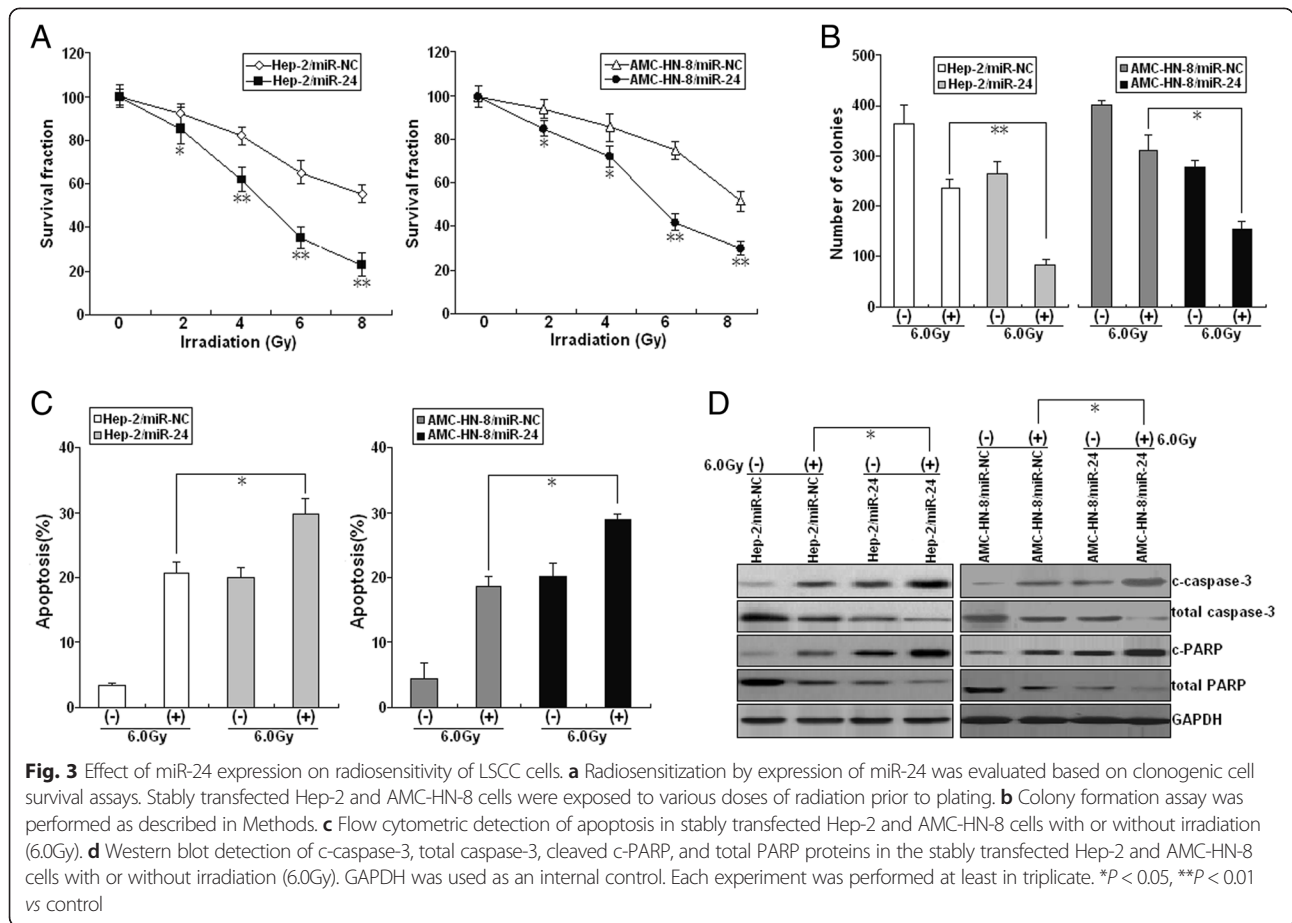 A
120
100
80
60
40
20
0
Survival fraction
Hep-2/miR-NC
Hep-2/miR-24
*
**
**
**
0 2 4 6 8
Irradiation (Gy)
120
100
80
60
40
20
0
Survival fraction
AMC-HN-8/miR-NC
AMC-HN-8/miR-24
*
*
**
**
0 2 4 6 8
Irradiation (Gy)
B
500
400
300
200
100
0
Number of colonies
Hep-2/miR-NC
Hep-2/miR-24
**
(-) (+) (-) (+)
6.0Gy 6.0Gy
AMC-HN-8/miR-NC
AMC-HN-8/miR-24
*
(-) (+) (-) (+)
6.0Gy 6.0Gy
C
Hep-2/miR-NC
Hep-2/miR-24
40
30
20
10
0
Apoptosis(%)
*
(-) (+) (-) (+)
6.0Gy 6.0Gy
AMC-HN-8/miR-NC
AMC-HN-8/miR-24
40
30
20
10
0
Apoptosis(%)
*
(-) (+) (-) (+)
6.0Gy 6.0Gy
D
*
6.0Gy (-) (+) (-) (+)
Hep-2/miR-NC
Hep-2/miR-NC
Hep-2/miR-24
Hep-2/miR-24
*
(-) (+) (-) (+) 6.0Gy
AMC-HN-8/miR-NC
AMC-HN-8/miR-NC
AMC-HN-8/miR-24
AMC-HN-8/miR-24
c-caspase-3
total caspase-3
c-PARP
total PARP
GAPDH
Fig. 3 Effect of miR-24 expression on radiosensitivity of LSCC cells. a Radiosensitization by expression of miR-24 was evaluated based on clonogenic cell
survival assays. Stably transfected Hep-2 and AMC-HN-8 cells were exposed to various doses of radiation prior to plating. b Colony formation assay was
performed as described in Methods. c Flow cytometric detection of apoptosis in stably transfected Hep-2 and AMC-HN-8 cells with or without irradiation
(6.0Gy). d Western blot detection of c-caspase-3, total caspase-3, cleaved c-PARP, and total PARP proteins in the stably transfected Hep-2 and AMC-HN-8
cells with or without irradiation (6.0Gy). GAPDH was used as an internal control. Each experiment was performed at least in triplicate. *P < 0.05, **P < 0.01
vs control